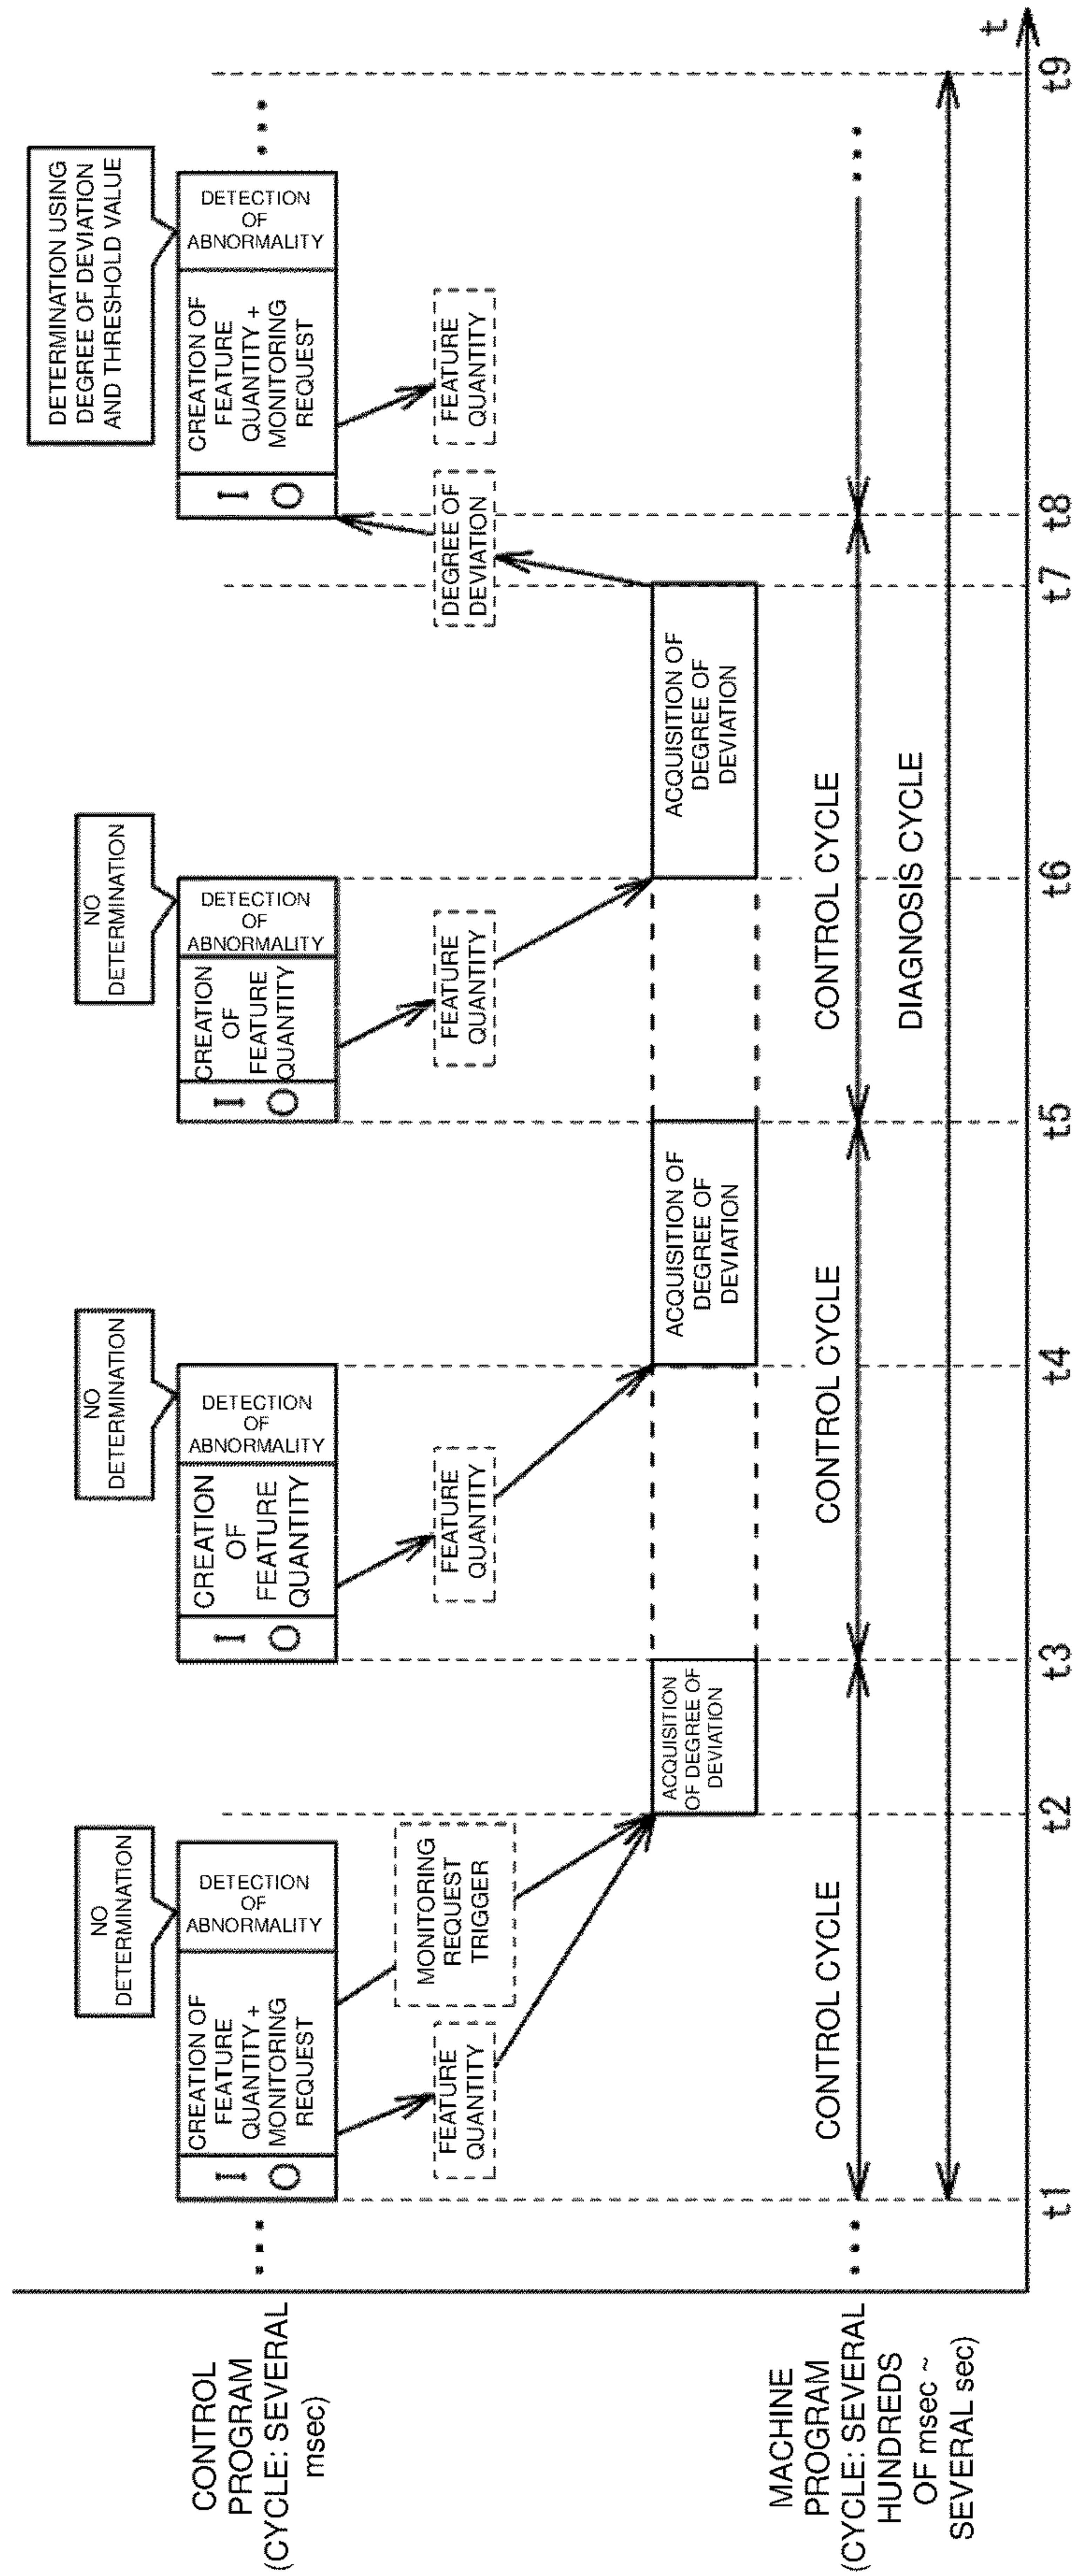 CONTROL
PROGRAM
(CYCLE: SEVERAL
msec)
MACHINE
PROGRAM
(CYCLE: SEVERAL
HUNDREDS
OF msec ~
SEVERAL sec)
NO
DETERMINATION
I
O
CREATION OF
FEATURE
QUANTITY +
MONITORING
REQUEST
DETECTION
OF
ABNORMALITY
FEATURE
QUANTITY
MONITORING
REQUEST
TRIGGER
ACQUISITION
OF DEGREE OF
DEVIATION
NO
DETERMINATION
I
O
CREATION
OF
FEATURE
QUANTITY
DETECTION
OF
ABNORMALITY
FEATURE
QUANTITY
ACQUISITION OF
DEGREE OF
DEVIATION
NO
DETERMINATION
I
O
CREATION
OF
FEATURE
QUANTITY
DETECTION
OF
ABNORMALITY
FEATURE
QUANTITY
ACQUISITION OF
DEGREE OF
DEVIATION
DEGREE OF
DEVIATION
DETERMINATION USING
DEGREE OF DEVIATION
AND THRESHOLD VALUE
I
O
CREATION OF
FEATURE
QUANTITY +
MONITORING
REQUEST
DETECTION
OF
ABNORMALITY
FEATURE
QUANTITY
CONTROL CYCLE
CONTROL CYCLE
CONTROL CYCLE
DIAGNOSIS CYCLE
t
t1
t2
t3
t4
t5
t6
t7
t8
t9